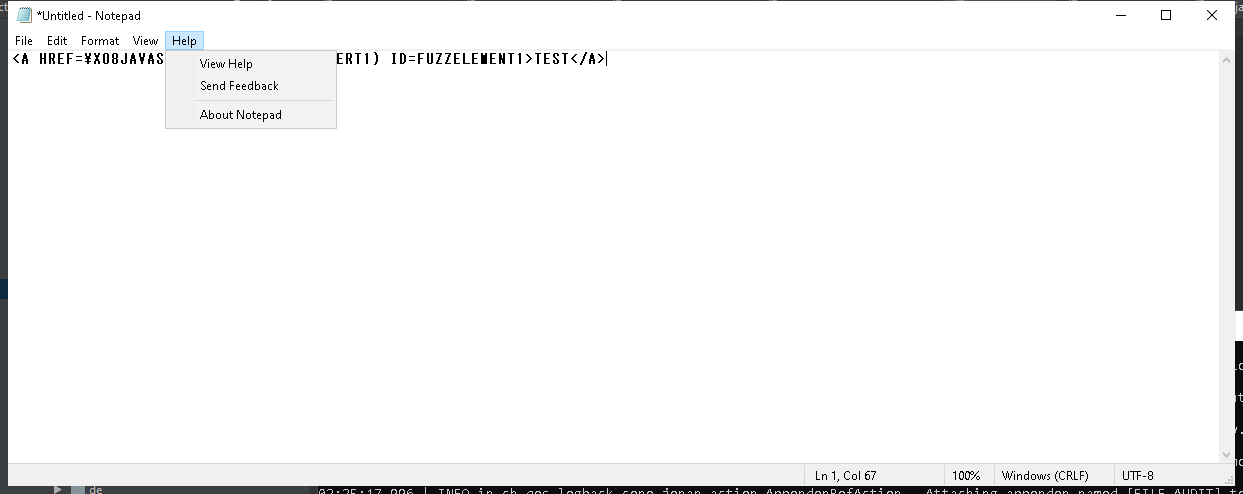 *Untitled - Notepad
File Edit Format View Help
<A HREF=¥X08JAVAS ERT1) ID=FUZZELEMENT1>TEST</A>
View Help
Send Feedback
About Notepad
Ln 1, Col 67 100% Windows (CRLF) UTF-8
de
02:25:17,996 | INFO in ch.qos.logback.core.joran.action.AppenderRefAction - Attaching appender named [FILE_AUDIT] t